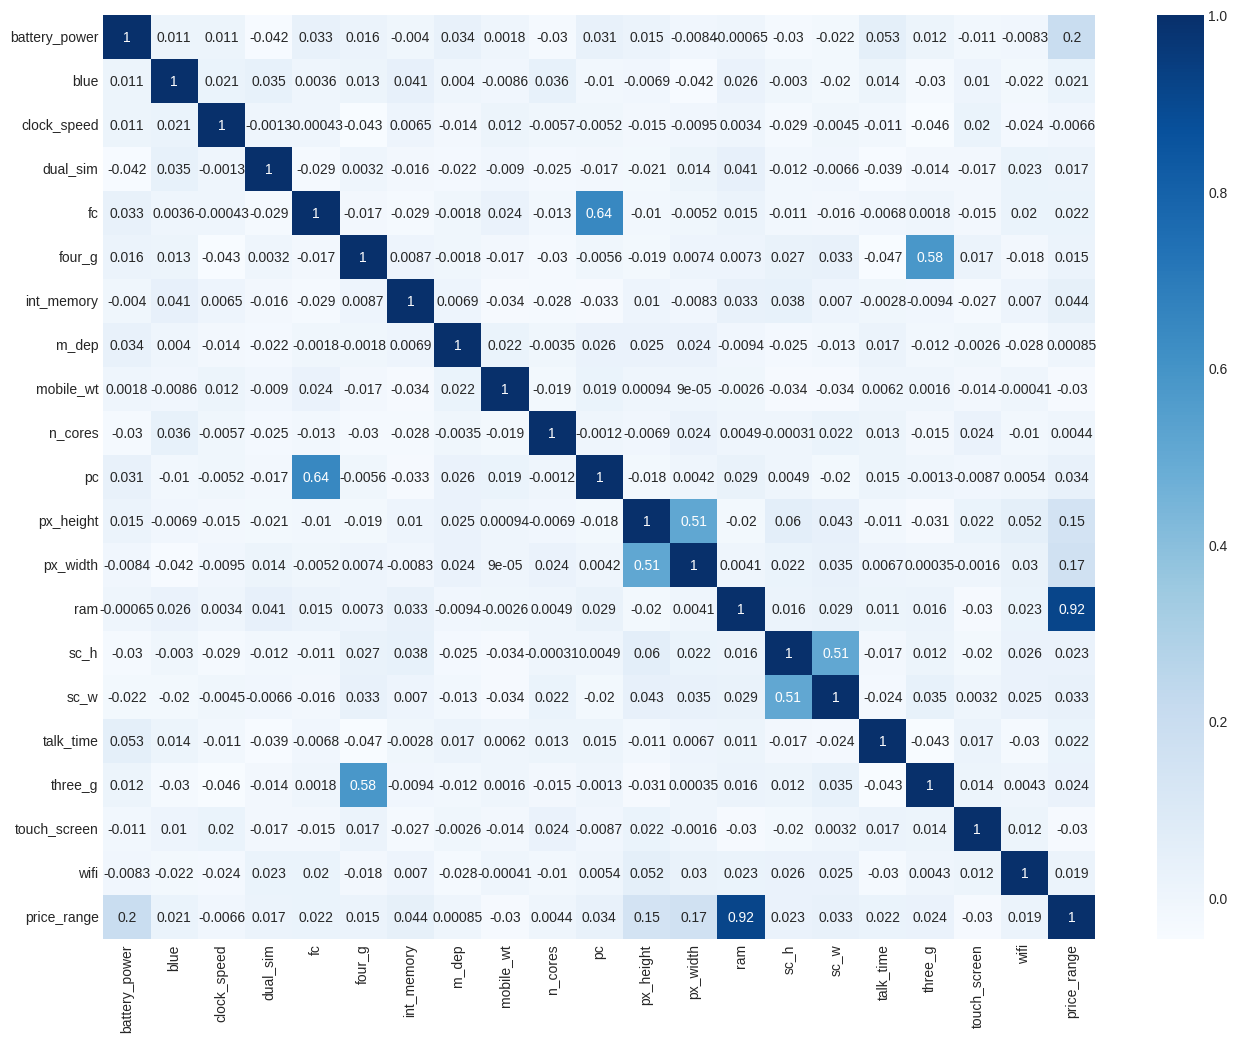 battery_power 1 0.011 0.011 -0.042 0.033 0.016 -0.004 0.034 0.0018 -0.03 0.031 0.015 -0.0084 -0.00065 -0.03 -0.022 0.053 0.012 -0.011 -0.0083 0.2
blue 0.011 1 0.021 0.035 0.0036 0.013 0.041 0.004 -0.0086 0.036 -0.01 -0.0069 -0.042 0.026 -0.003 -0.02 0.014 -0.03 0.01 -0.022 0.021
clock_speed 0.011 0.021 1 -0.0013 -0.00043 -0.043 0.0065 -0.014 0.012 -0.0057 -0.0052 -0.015 -0.0095 0.0034 -0.029 -0.0045 -0.011 -0.046 0.02 -0.024 -0.0066
dual_sim -0.042 0.035 -0.0013 1 -0.029 0.0032 -0.016 -0.022 -0.009 -0.025 -0.017 -0.021 0.014 0.041 -0.012 -0.0066 -0.039 -0.014 -0.017 0.023 0.017
fc 0.033 0.0036 -0.00043 -0.029 1 -0.017 -0.029 -0.0018 0.024 -0.013 0.64 -0.01 -0.0052 0.015 -0.011 -0.016 -0.0068 0.0018 -0.015 0.02 0.022
four_g 0.016 0.013 -0.043 0.0032 -0.017 1 0.0087 -0.0018 -0.017 -0.03 -0.0056 -0.019 0.0074 0.0073 0.027 0.033 -0.047 0.58 0.017 -0.018 0.015
int_memory -0.004 0.041 0.0065 -0.016 -0.029 0.0087 1 0.0069 -0.034 -0.028 -0.033 0.01 -0.0083 0.033 0.038 0.007 -0.0028 -0.0094 -0.027 0.007 0.044
m_dep 0.034 0.004 -0.014 -0.022 -0.0018 -0.0018 0.0069 1 0.022 -0.0035 0.026 0.025 0.024 -0.0094 -0.025 -0.013 0.017 -0.012 -0.0026 -0.028 0.00085
mobile_wt 0.0018 -0.0086 0.012 -0.009 0.024 -0.017 -0.034 0.022 1 -0.019 0.019 0.00094 9e-05 -0.0026 -0.034 -0.034 0.0062 0.0016 -0.014 -0.00041 -0.03
n_cores -0.03 0.036 -0.0057 -0.025 -0.013 -0.03 -0.028 -0.0035 -0.019 1 -0.0012 -0.0069 0.024 0.0049 -0.00031 0.022 0.013 -0.015 0.024 -0.01 0.0044
pc 0.031 -0.01 -0.0052 -0.017 0.64 -0.0056 -0.033 0.026 0.019 -0.0012 1 -0.018 0.0042 0.029 0.0049 -0.02 0.015 -0.0013 -0.0087 0.0054 0.034
px_height 0.015 -0.0069 -0.015 -0.021 -0.01 -0.019 0.01 0.025 0.00094 -0.0069 -0.018 1 0.51 -0.02 0.06 0.043 -0.011 -0.031 0.022 0.052 0.15
px_width -0.0084 -0.042 -0.0095 0.014 -0.0052 0.0074 -0.0083 0.024 9e-05 0.024 0.0042 0.51 1 0.0041 0.022 0.035 0.0067 0.00035 -0.0016 0.03 0.17
ram -0.00065 0.026 0.0034 0.041 0.015 0.0073 0.033 -0.0094 -0.0026 0.0049 0.029 -0.02 0.0041 1 0.016 0.029 0.011 0.016 -0.03 0.023 0.92
sc_h -0.03 -0.003 -0.029 -0.012 -0.011 0.027 0.038 -0.025 -0.034 -0.00031 0.0049 0.06 0.022 0.016 1 0.51 -0.017 0.012 -0.02 0.026 0.023
sc_w -0.022 -0.02 -0.0045 -0.0066 -0.016 0.033 0.007 -0.013 -0.034 0.022 -0.02 0.043 0.035 0.029 0.51 1 -0.024 0.035 0.0032 0.025 0.033
talk_time 0.053 0.014 -0.011 -0.039 -0.0068 -0.047 -0.0028 0.017 0.0062 0.013 0.015 -0.011 0.0067 0.011 -0.017 -0.024 1 -0.043 0.017 -0.03 0.022
three_g 0.012 -0.03 -0.046 -0.014 0.0018 0.58 -0.0094 -0.012 0.0016 -0.015 -0.0013 -0.031 0.00035 0.016 0.012 0.035 -0.043 1 0.014 0.0043 0.024
touch_screen -0.011 0.01 0.02 -0.017 -0.015 0.017 -0.027 -0.0026 -0.014 0.024 -0.0087 0.022 -0.0016 -0.03 -0.02 0.0032 0.017 0.014 1 0.012 -0.03
wifi -0.0083 -0.022 -0.024 0.023 0.02 -0.018 0.007 -0.028 -0.00041 -0.01 0.0054 0.052 0.03 0.023 0.026 0.025 -0.03 0.0043 0.012 1 0.019
price_range 0.2 0.021 -0.0066 0.017 0.022 0.015 0.044 0.00085 -0.03 0.0044 0.034 0.15 0.17 0.92 0.023 0.033 0.022 0.024 -0.03 0.019 1
battery_power blue clock_speed dual_sim fc four_g int_memory m_dep mobile_wt n_cores pc px_height px_width ram sc_h sc_w talk_time three_g touch_screen wifi price_range
1.0
0.8
0.6
0.4
0.2
0.0